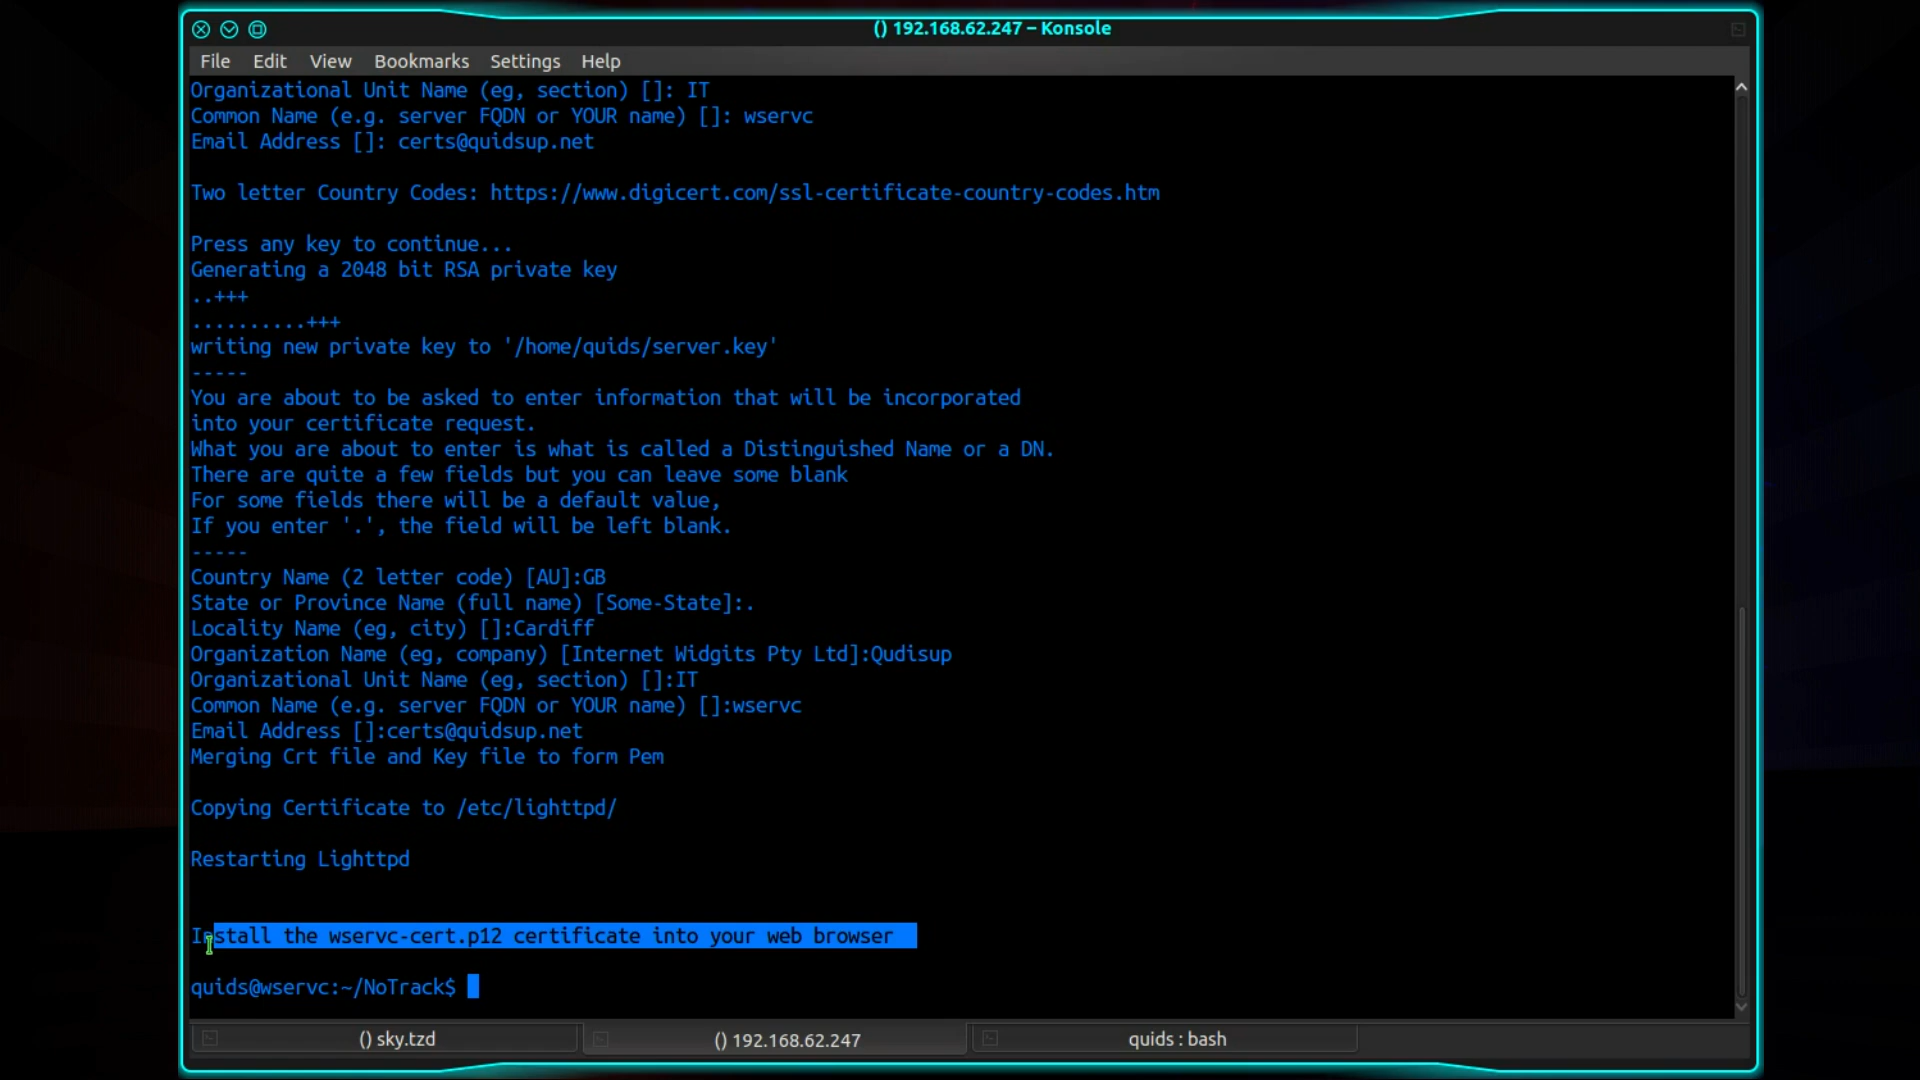 () 192.168.62.247 – Konsole
File Edit View Bookmarks Settings Help
Organizational Unit Name (eg, section) []: IT
Common Name (e.g. server FQDN or YOUR name) []: wservc
Email Address []: certs@quidsup.net
Two letter Country Codes: https://www.digicert.com/ssl-certificate-country-codes.htm
Press any key to continue...
Generating a 2048 bit RSA private key
..+++
..........+++
writing new private key to '/home/quids/server.key'
-----
You are about to be asked to enter information that will be incorporated
into your certificate request.
What you are about to enter is what is called a Distinguished Name or a DN.
There are quite a few fields but you can leave some blank
For some fields there will be a default value,
If you enter '.', the field will be left blank.
-----
Country Name (2 letter code) [AU]:GB
State or Province Name (full name) [Some-State]:.
Locality Name (eg, city) []:Cardiff
Organization Name (eg, company) [Internet Widgits Pty Ltd]:Qudisup
Organizational Unit Name (eg, section) []:IT
Common Name (e.g. server FQDN or YOUR name) []:wservc
Email Address []:certs@quidsup.net
Merging Crt file and Key file to form Pem
Copying Certificate to /etc/lighttpd/
Restarting Lighttpd
Install the wservc-cert.p12 certificate into your web browser
quids@wservc:~/NoTrack$
() sky.tzd () 192.168.62.247 quids : bash